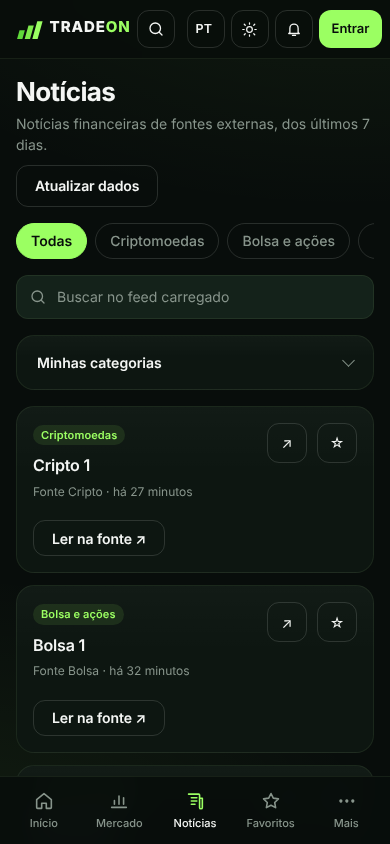 TRADEON
PT
Entrar
Notícias
Notícias financeiras de fontes externas, dos últimos 7
dias.
Atualizar dados
Todas
Criptomoedas
Bolsa e ações
Buscar no feed carregado
Minhas categorias
Criptomoedas
Cripto 1
Fonte Cripto · há 27 minutos
Ler na fonte ↗
Bolsa e ações
Bolsa 1
Fonte Bolsa · há 32 minutos
Ler na fonte ↗
Início
Mercado
Notícias
Favoritos
Mais